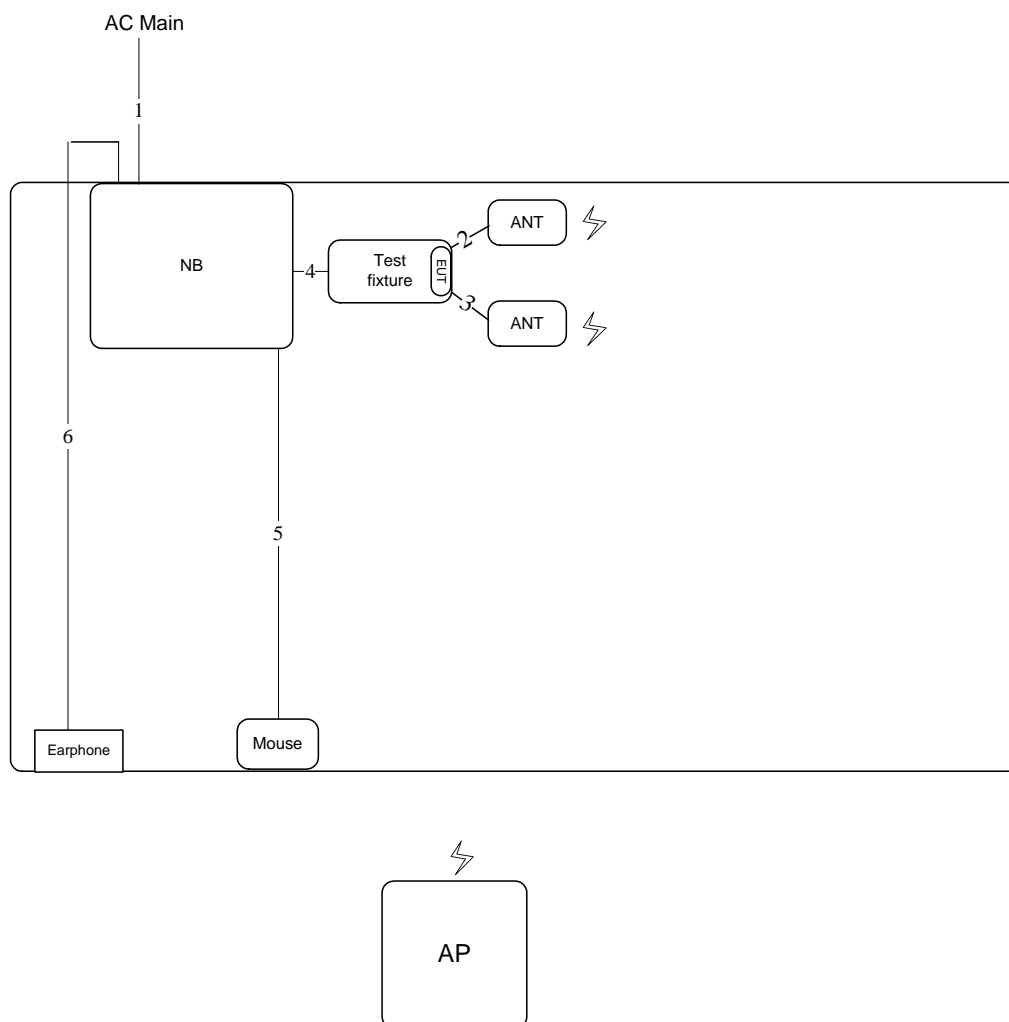 AC Main
1
NB
4
Test
fixture
EUT
2
ANT
3
ANT
6
5
Earphone
Mouse
AP